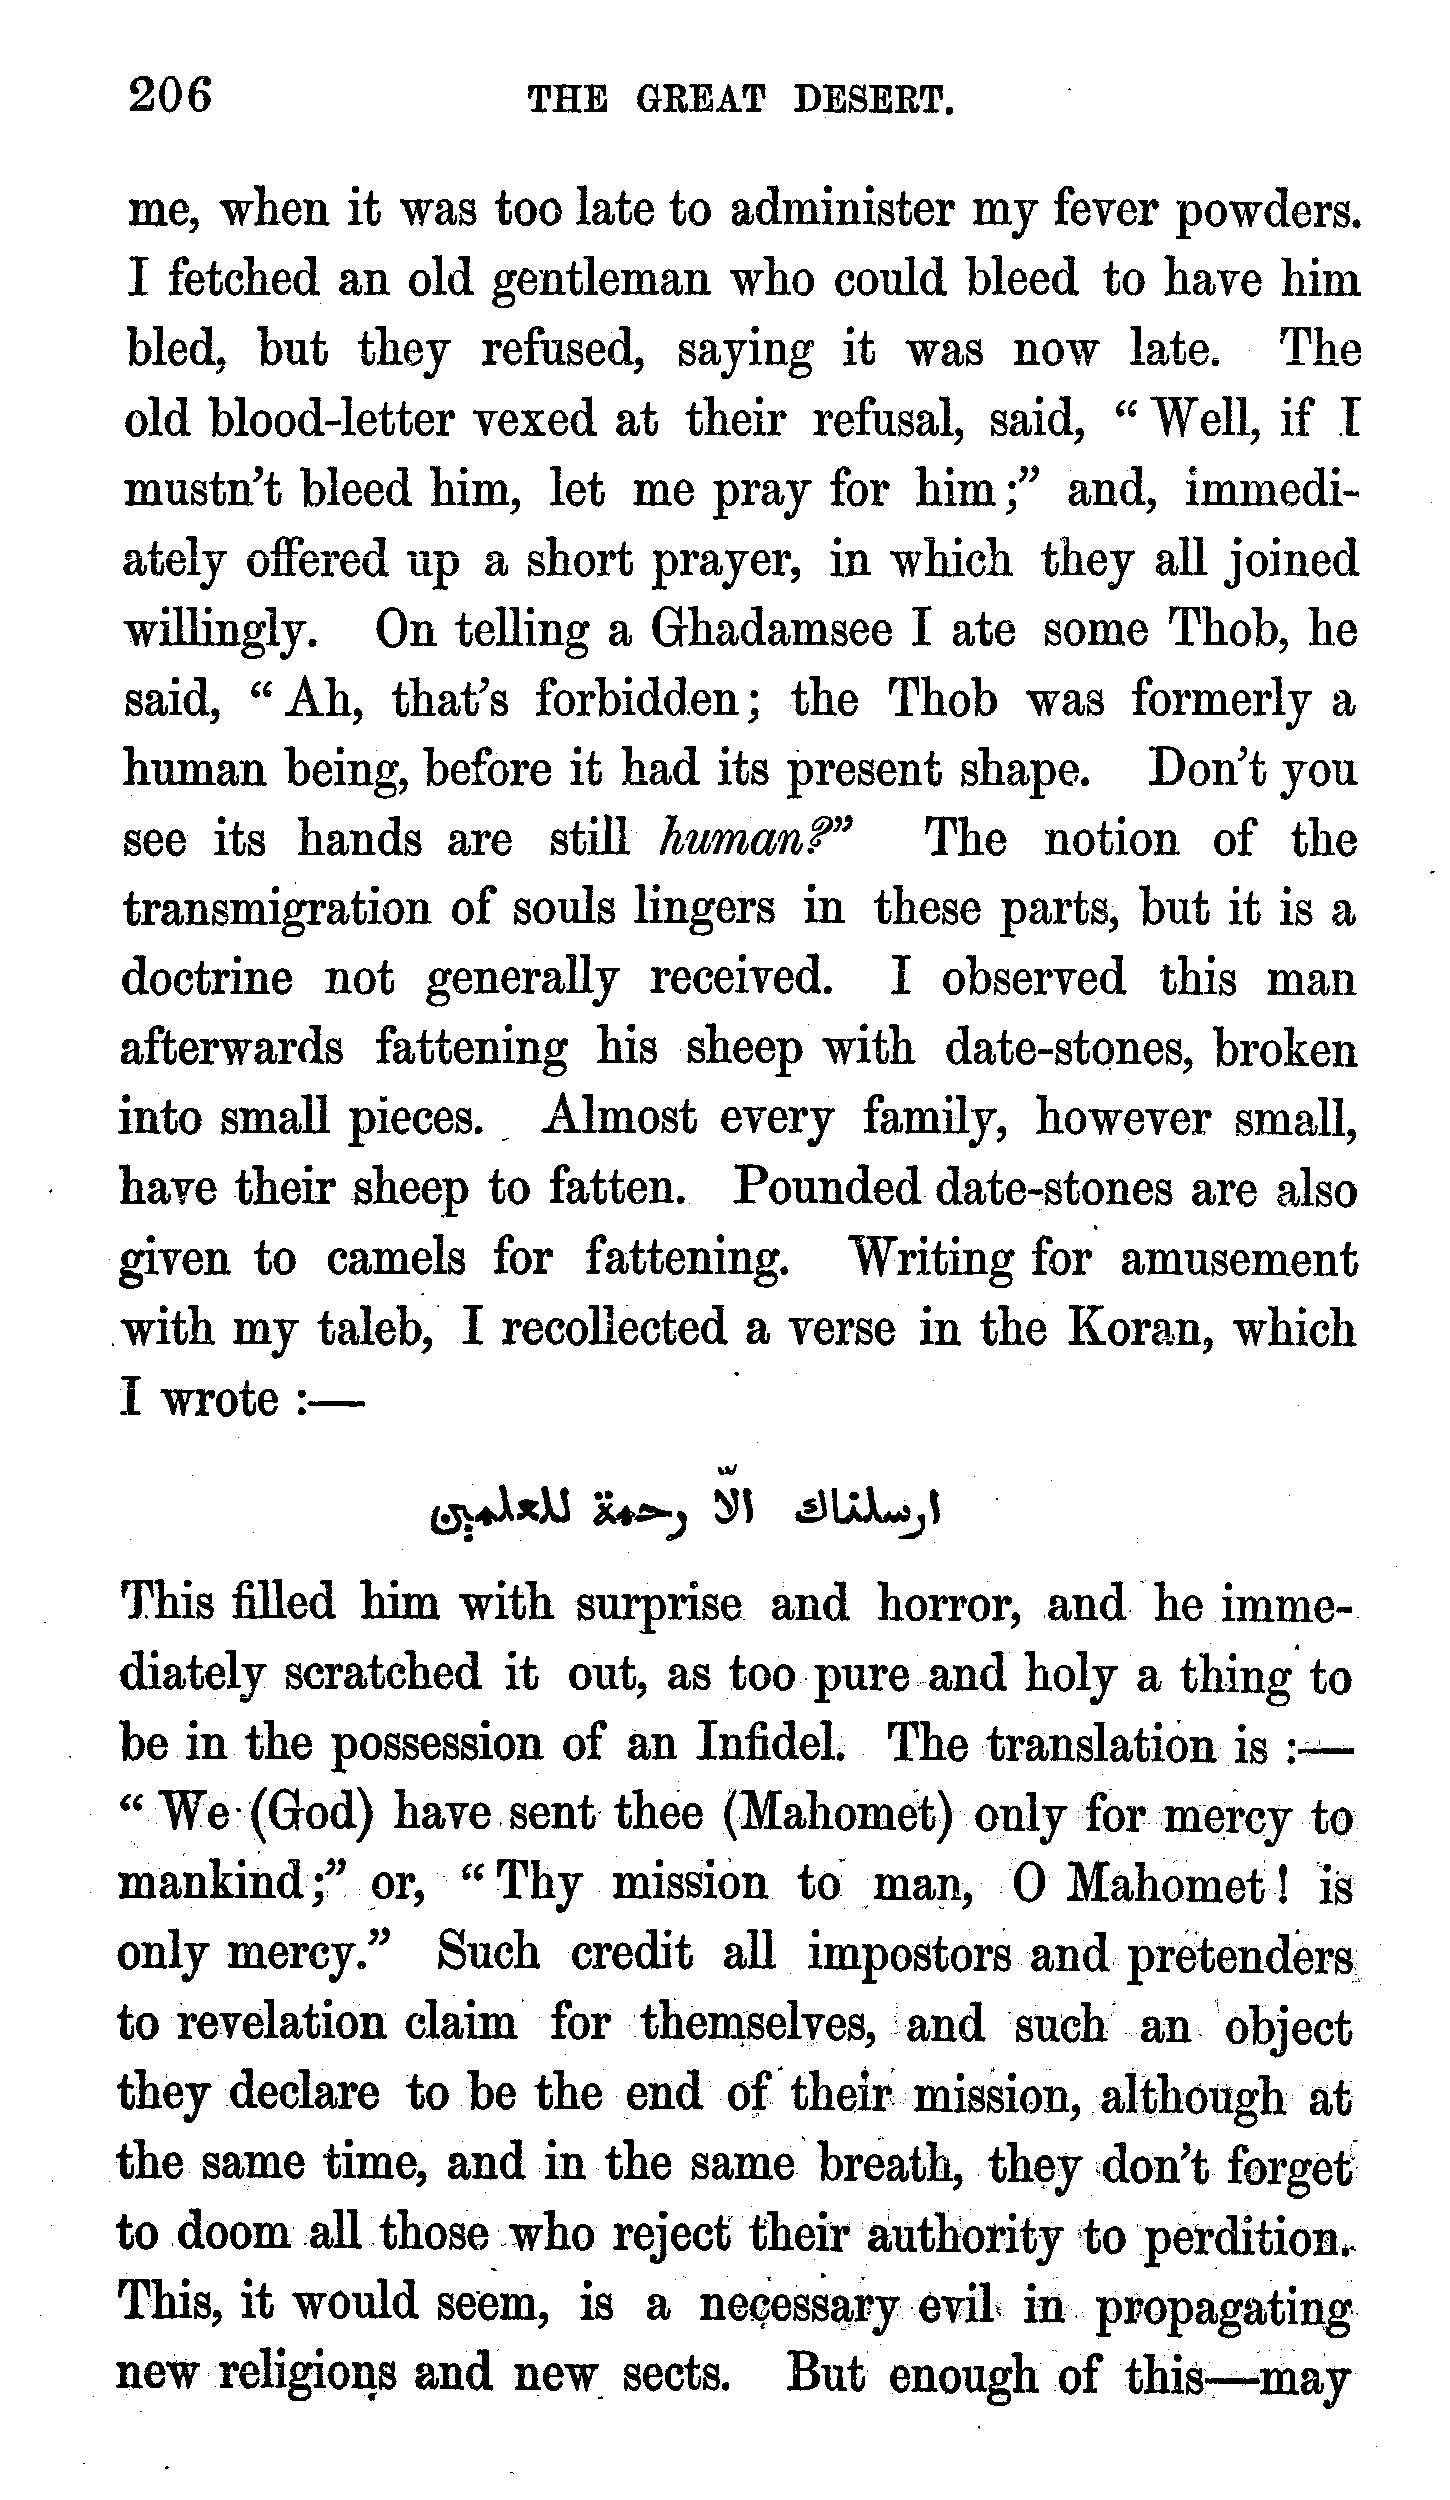 206 THE GREAT DESERT.
me, when it was too late to administer my fever powders.
I fetched an old gentleman who could bleed to have him
bled, but they refused, saying it was now late. The
old blood-letter vexed at their refusal, said, “ Well, if I
mustn't bleed him, let me pray for him ;” and, immedi-
ately offered up a short prayer, in which they all joined
willingly. On telling a Ghadamsee I ate some Thob, he
said, “ Ah, that's forbidden ; the Thob was formerly a
human being, before it had its present shape. Don't you
see its hands are still human?” The notion of the
transmigration of souls lingers in these parts, but it is a
doctrine not generally received. I observed this man
afterwards fattening his sheep with date-stones, broken
into small pieces. Almost every family, however small,
have their sheep to fatten. Pounded date-stones are also
given to camels for fattening. Writing for amusement
with my taleb, I recollected a verse in the Koran, which
I wrote :—
ارسلناك الاّ رحمة للعلمين
This filled him with surprise and horror, and he imme-
diately scratched it out, as too pure and holy a thing to
be in the possession of an Infidel. The translation is :—
“ We (God) have sent thee (Mahomet) only for mercy to
mankind ;” or, “ Thy mission to man, O Mahomet ! is
only mercy.” Such credit all impostors and pretenders
to revelation claim for themselves, and such an object
they declare to be the end of their mission, although at
the same time, and in the same breath, they don't forget
to doom all those who reject their authority to perdition.
This, it would seem, is a necessary evil in propagating
new religions and new sects. But enough of this—may